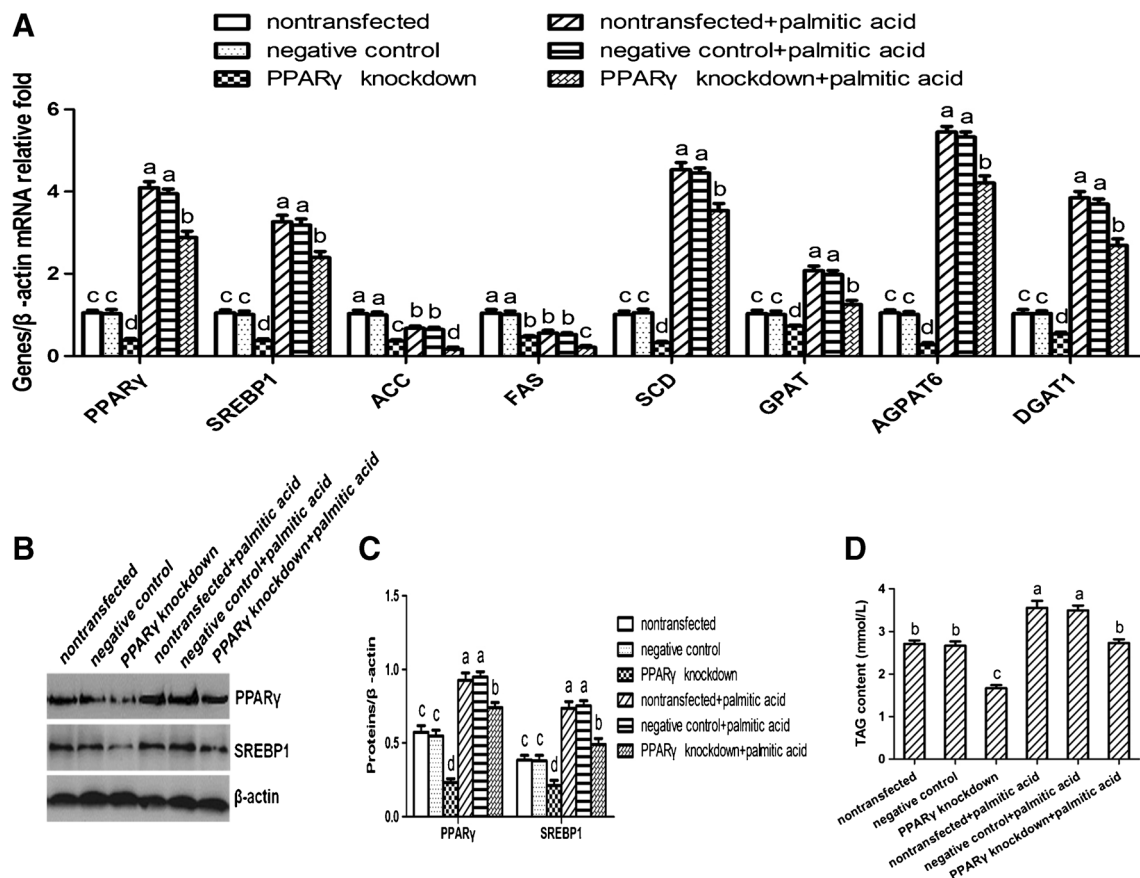 A
nontransfected
negative control
PPARγ knockdown
nontransfected+palmitic acid
negative control+palmitic acid
PPARγ knockdown+palmitic acid
Genes/β -actin mRNA relative fold
6
4
2
0
c c d a a b
c c d a a b
a a c b b d
a a b b b c
c c d a a b
c c d a a b
c c d a a b
c c d a a b
PPARγ
SREBP1
ACC
FAS
SCD
GPAT
AGPAT6
DGAT1
B
nontransfected
negative control
PPARγ knockdown
nontransfected+palmitic acid
negative control+palmitic acid
PPARγ knockdown+palmitic acid
PPARγ
SREBP1
β-actin
C
Proteins/β -actin
1.5
1.0
0.5
0.0
c c d a a b
c c d a a b
PPARγ
SREBP1
nontransfected
negative control
PPARγ knockdown
nontransfected+palmitic acid
negative control+palmitic acid
PPARγ knockdown+palmitic acid
D
TAG content (mmol/L)
4
3
2
1
0
b b c a a b
nontransfected
negative control
PPARγ knockdown
nontransfected+palmitic acid
negative control+palmitic acid
PPARγ knockdown+palmitic acid